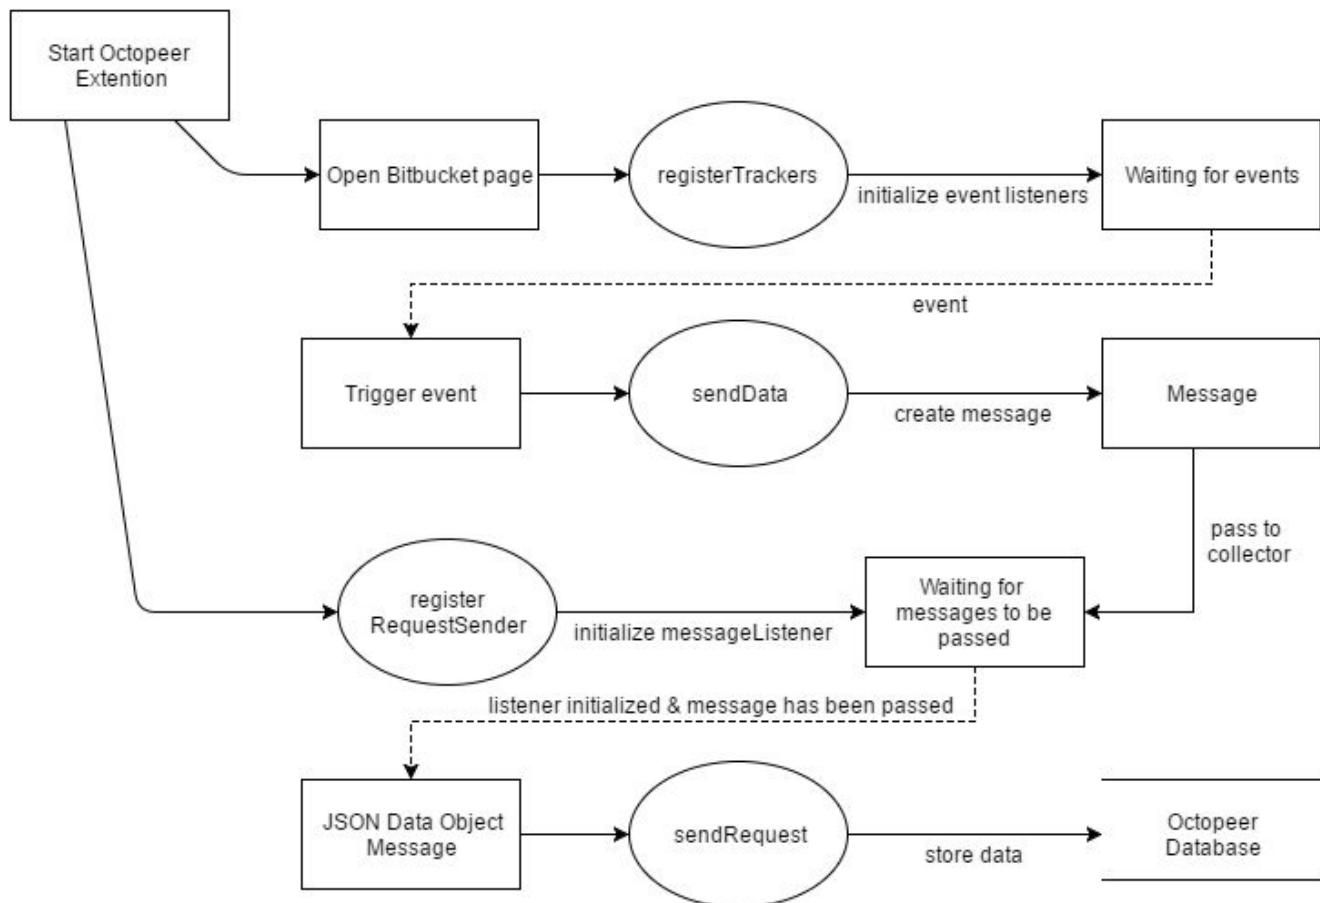 Start Octopeer
Extention
Open Bitbucket page
registerTrackers
initialize event listeners
Waiting for events
event
Trigger event
sendData
create message
Message
pass to
collector
register
RequestSender
initialize messageListener
Waiting for
messages to be
passed
listener initialized & message has been passed
JSON Data Object
Message
sendRequest
store data
Octopeer
Database